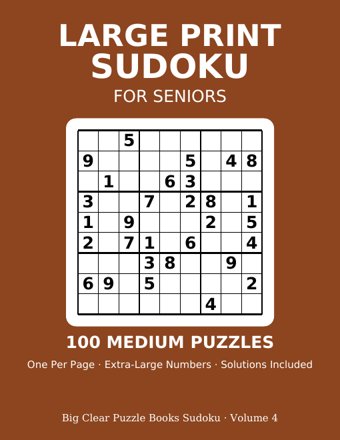 LARGE PRINT
SUDOKU
FOR SENIORS
5
9 5 4 8
1 6 3
3 7 2 8 1
1 9 2 5
2 7 1 6 4
3 8 9
6 9 5 2
4
100 MEDIUM PUZZLES
One Per Page · Extra-Large Numbers · Solutions Included
Big Clear Puzzle Books Sudoku · Volume 4